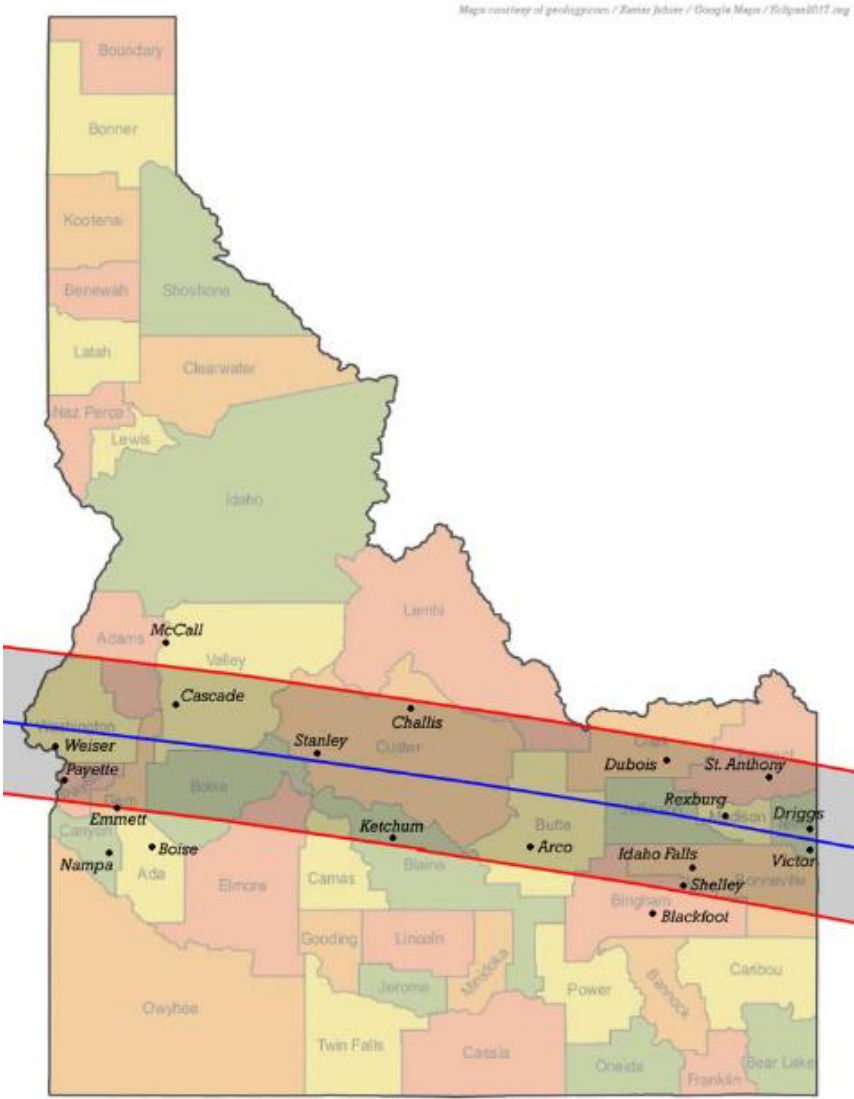 Maps courtesy of geology.com / Xavier Jubier / Google Maps / Eclipse2017.org
Boundary
Bonner
Kootenai
Benewah
Shoshone
Latah
Clearwater
Nez Perce
Lewis
Idaho
Lemhi
Adams
McCall
Valley
Cascade
Challis
Washington
Weiser
Stanley
Custer
Clark
Dubois
St. Anthony
Payette
Boise
Rexburg
Madison
Driggs
Gem
Emmett
Canyon
Ketchum
Butte
Nampa
Boise
Ada
Arco
Idaho Falls
Victor
Blaine
Elmore
Camas
Shelley
Bonneville
Bingham
Blackfoot
Gooding
Lincoln
Minidoka
Jerome
Power
Bannock
Caribou
Owyhee
Twin Falls
Cassia
Oneida
Franklin
Bear Lake